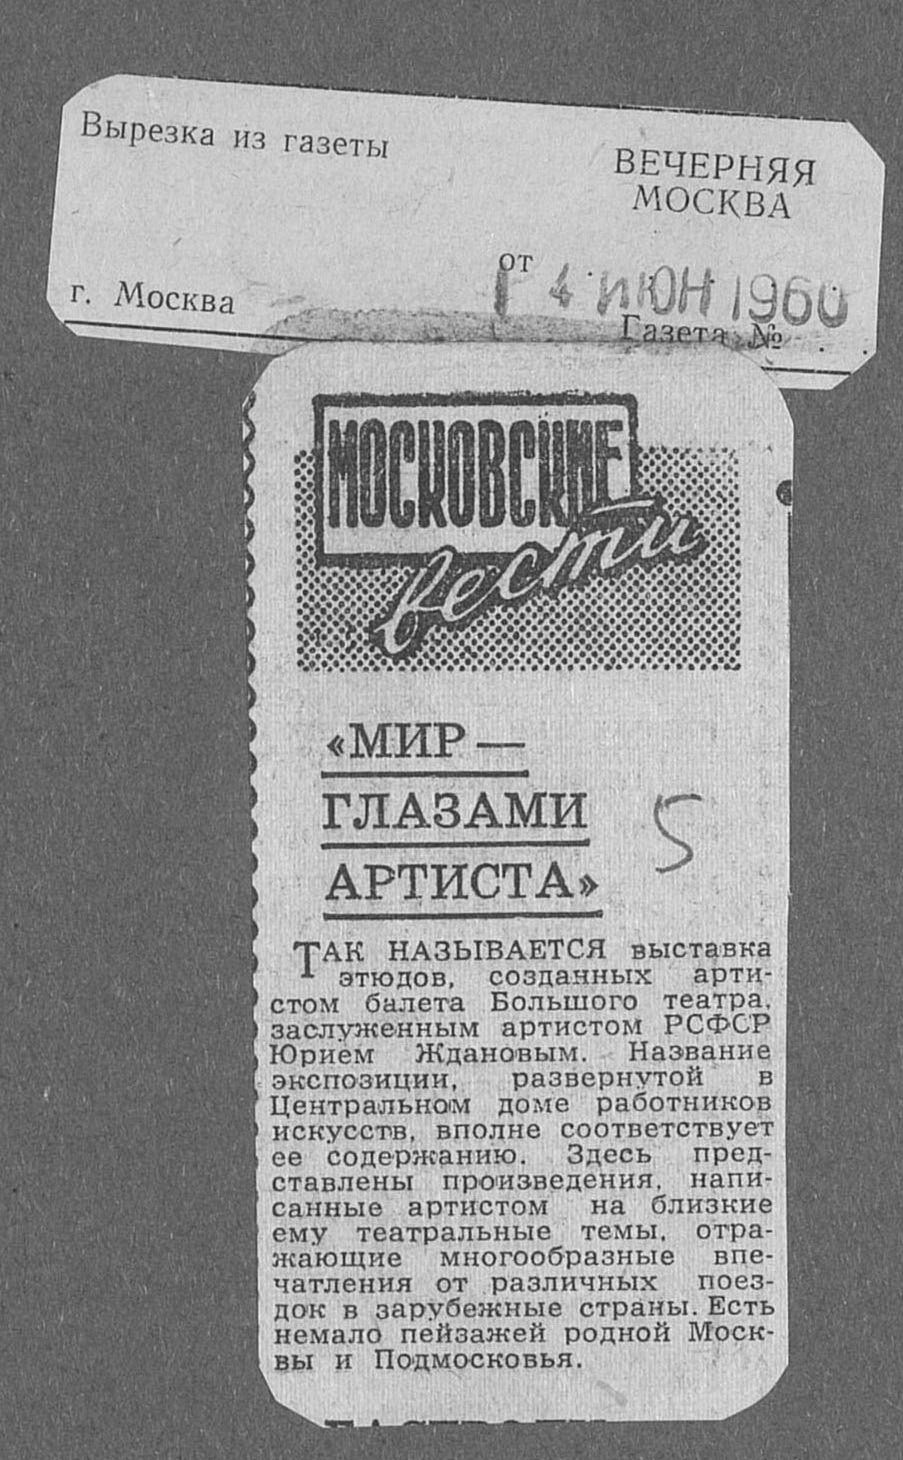 Вырезка из газеты
ВЕЧЕРНЯЯ
МОСКВА
от
4 ИЮН 1960
г. Москва
Газета №
МОСКОВСКИЕ
вести
«МИР —
ГЛАЗАМИ
АРТИСТА»
5
ТАК НАЗЫВАЕТСЯ выставка
этюдов, созданных арти-
стом балета Большого театра,
заслуженным артистом РСФСР
Юрием Ждановым. Название
экспозиции, развернутой в
Центральном доме работников
искусств, вполне соответствует
ее содержанию. Здесь пред-
ставлены произведения, напи-
санные артистом на близкие
ему театральные темы, отра-
жающие многообразные впе-
чатления от различных поез-
док в зарубежные страны. Есть
немало пейзажей родной Моск-
вы и Подмосковья.